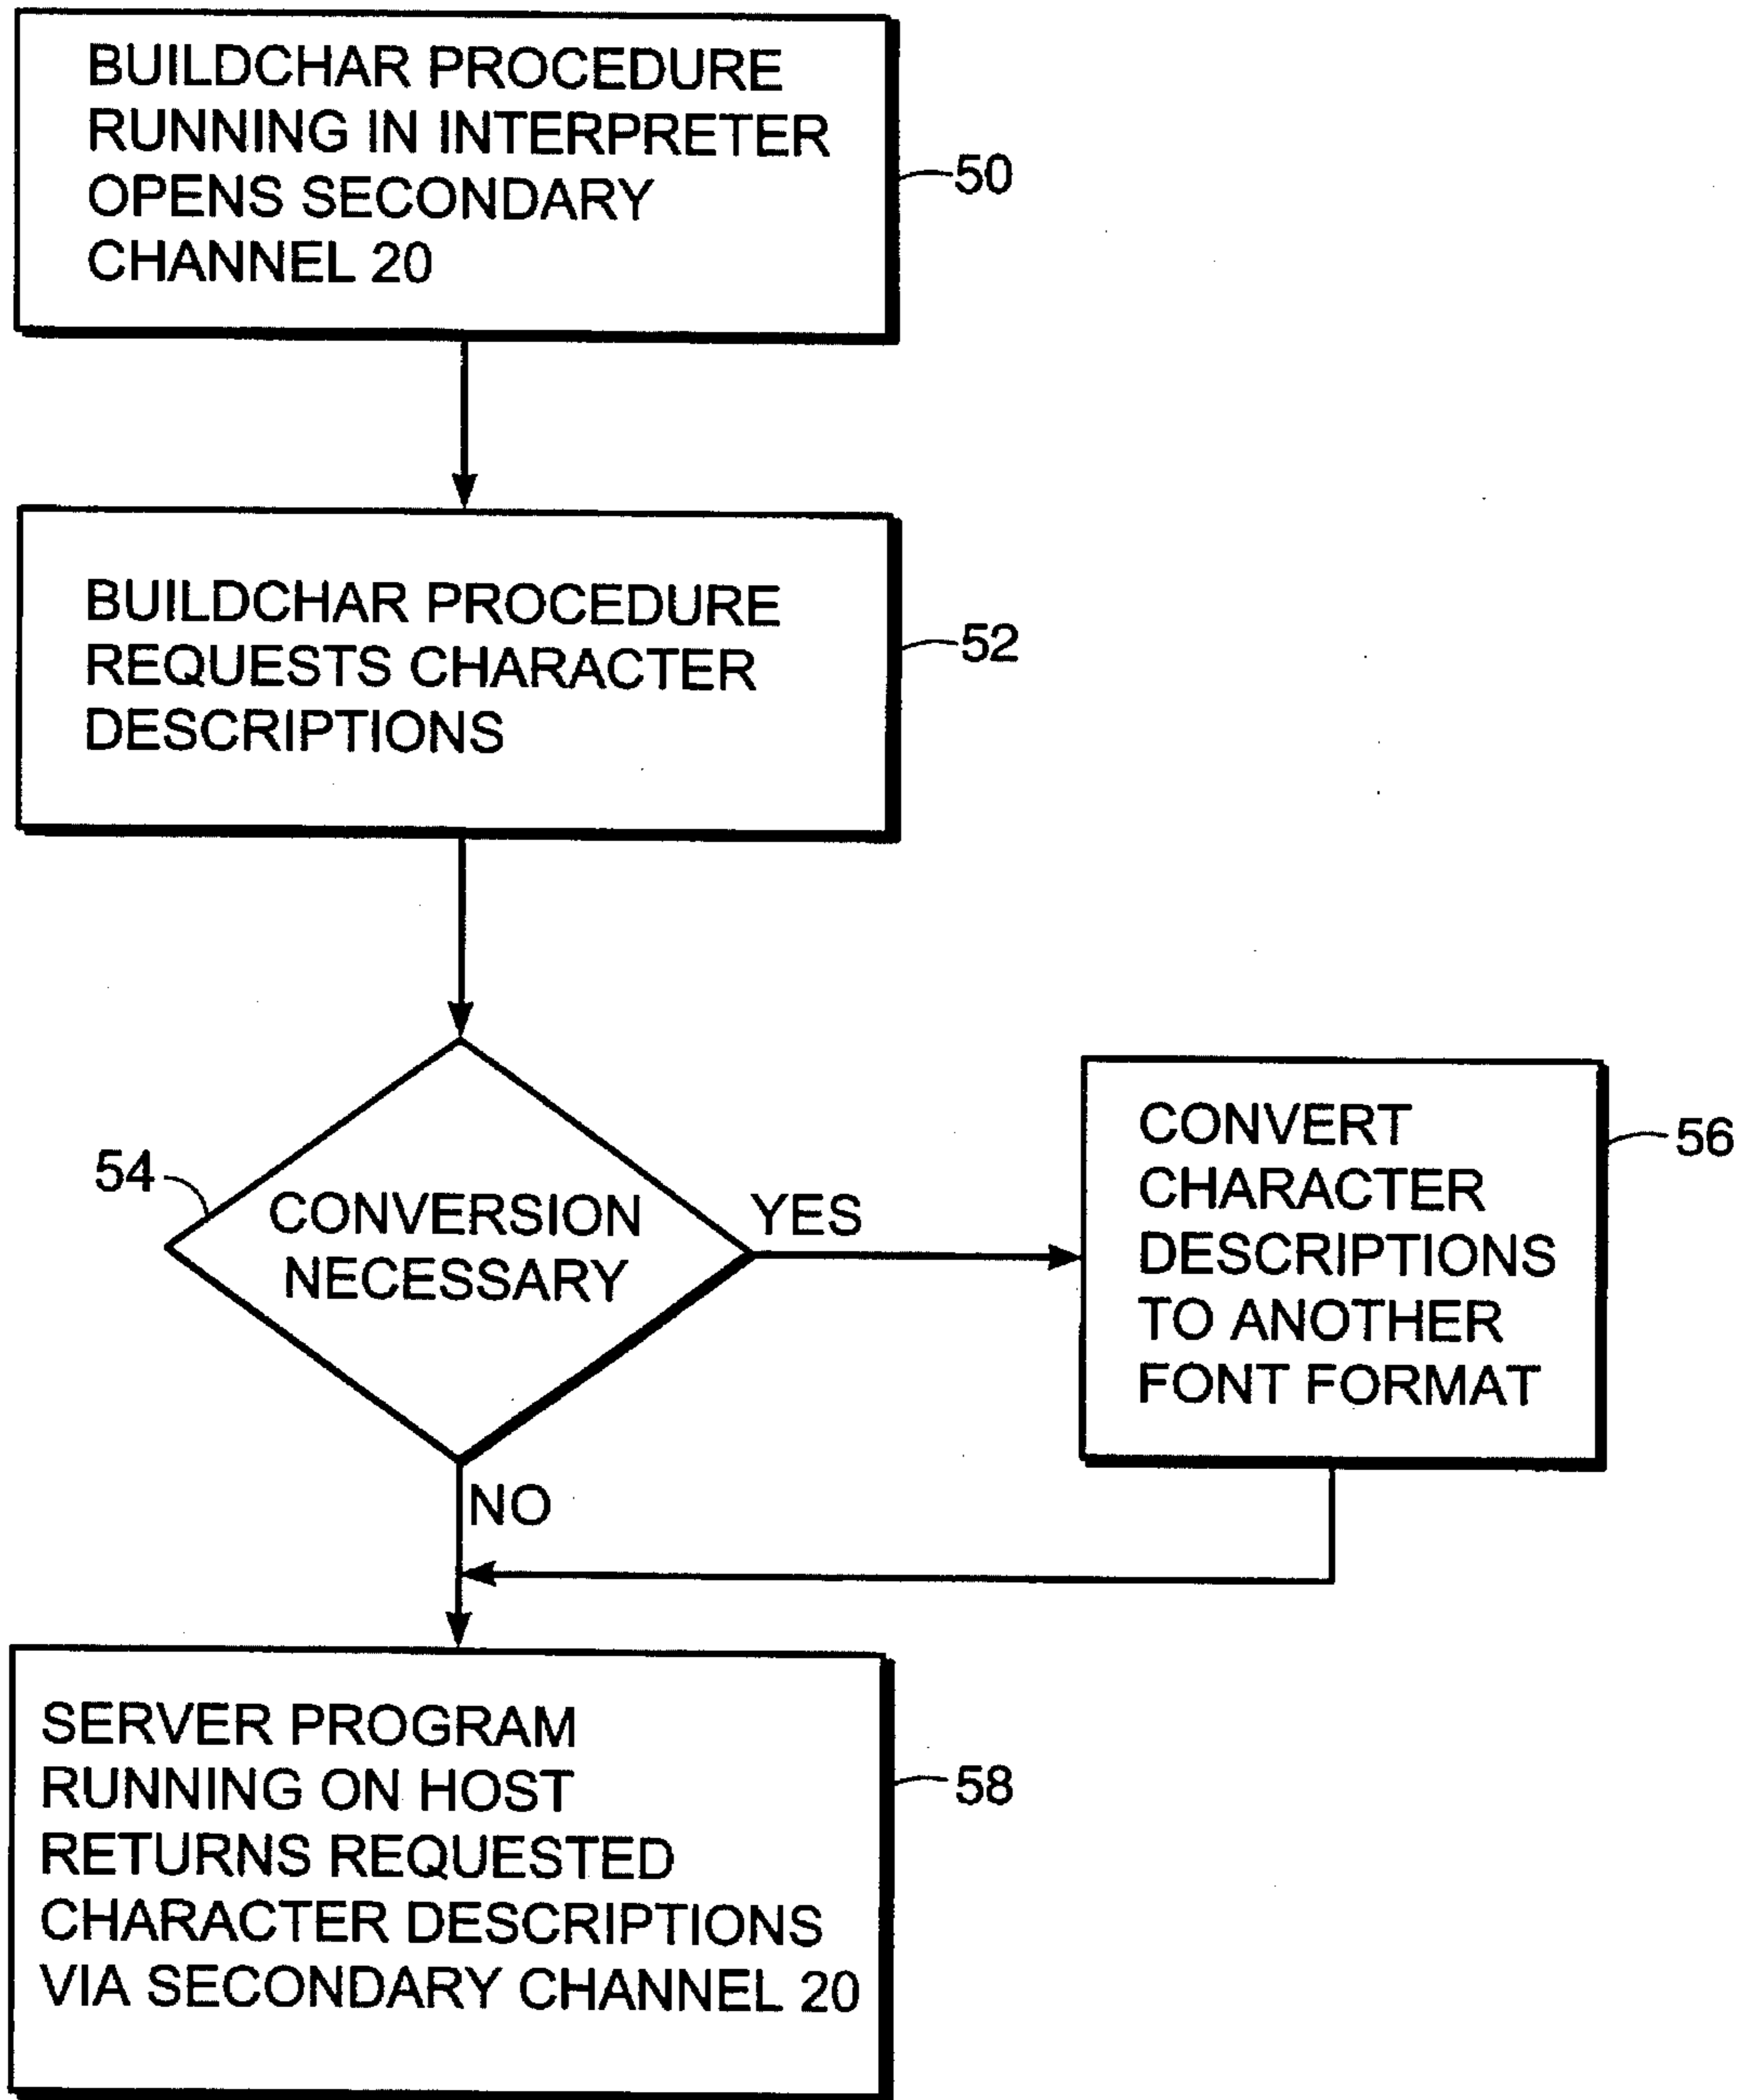 BUILDCHAR PROCEDURE
RUNNING IN INTERPRETER
OPENS SECONDARY
CHANNEL 20
50
BUILDCHAR PROCEDURE
REQUESTS CHARACTER
DESCRIPTIONS
52
54
CONVERSION
NECESSARY
YES
CONVERT
CHARACTER
DESCRIPTIONS
TO ANOTHER
FONT FORMAT
56
NO
SERVER PROGRAM
RUNNING ON HOST
RETURNS REQUESTED
CHARACTER DESCRIPTIONS
VIA SECONDARY CHANNEL 20
58